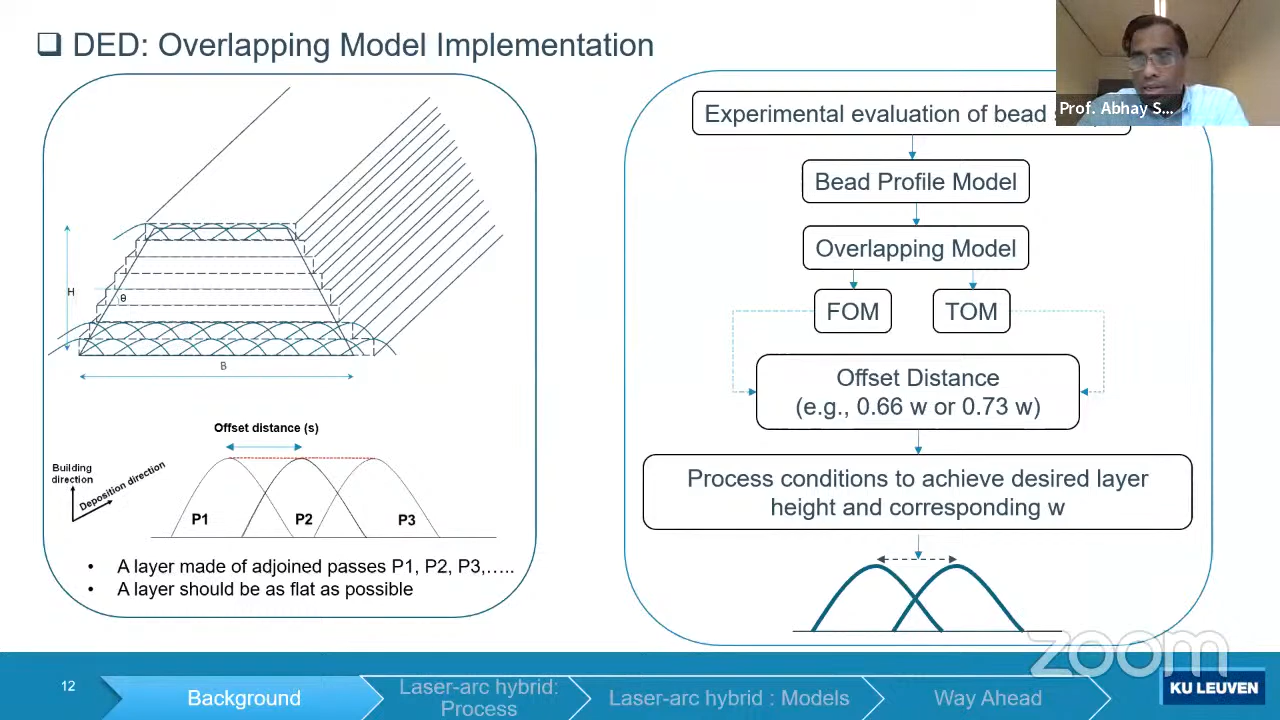 ❑ DED: Overlapping Model Implementation
Prof. Abhay S...
H
θ
B
Offset distance (s)
Building
direction
Deposition direction
P1
P2
P3
• A layer made of adjoined passes P1, P2, P3,.....
• A layer should be as flat as possible
Experimental evaluation of bead
Bead Profile Model
Overlapping Model
FOM
TOM
Offset Distance
(e.g., 0.66 w or 0.73 w)
Process conditions to achieve desired layer
height and corresponding w
zoom
12
Background
Laser-arc hybrid:
Process
Laser-arc hybrid : Models
Way Ahead
KU LEUVEN